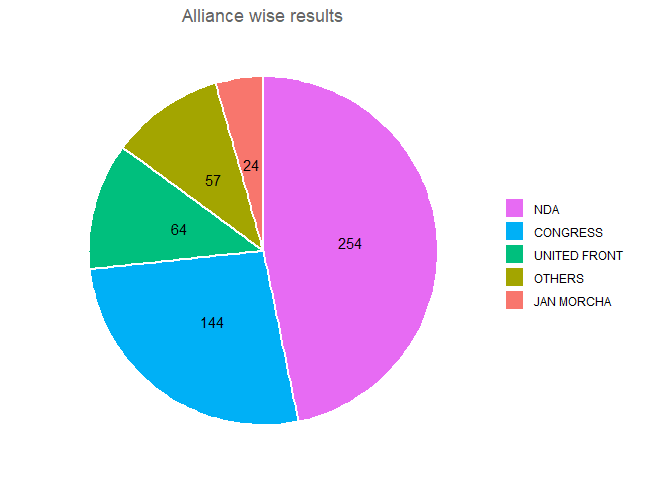 Alliance wise results
24
57
64
254
144
NDA
CONGRESS
UNITED FRONT
OTHERS
JAN MORCHA